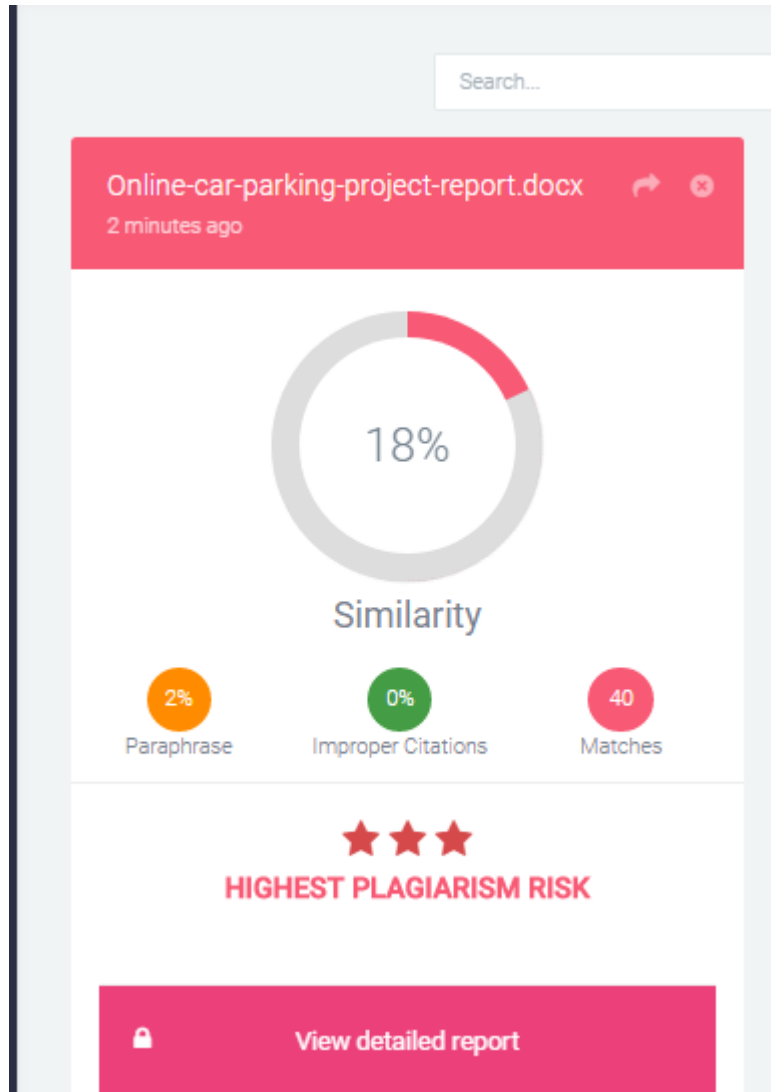 Search...
Online-car-parking-project-report.docx
2 minutes ago
18%
Similarity
2% 0% 40
Paraphrase Improper Citations Matches
HIGHEST PLAGIARISM RISK
View detailed report